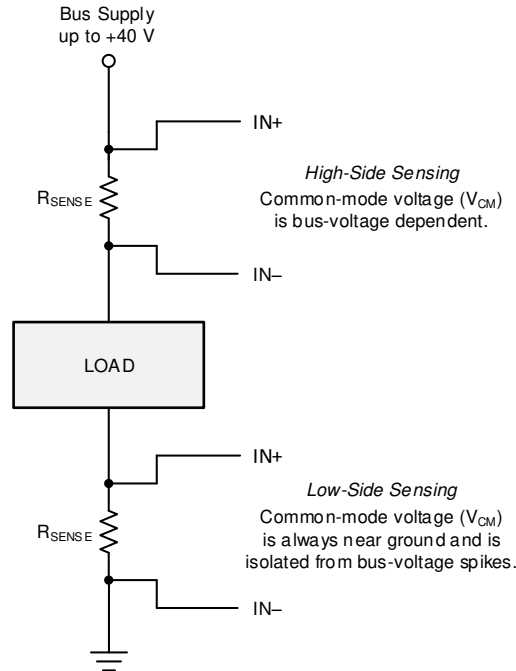 Bus Supply
up to +40 V
IN+
High-Side Sensing
RSENSE
Common-mode voltage (VCM)
is bus-voltage dependent.
IN–
LOAD
IN+
Low-Side Sensing
RSENSE
Common-mode voltage (VCM)
is always near ground and is
isolated from bus-voltage spikes.
IN–